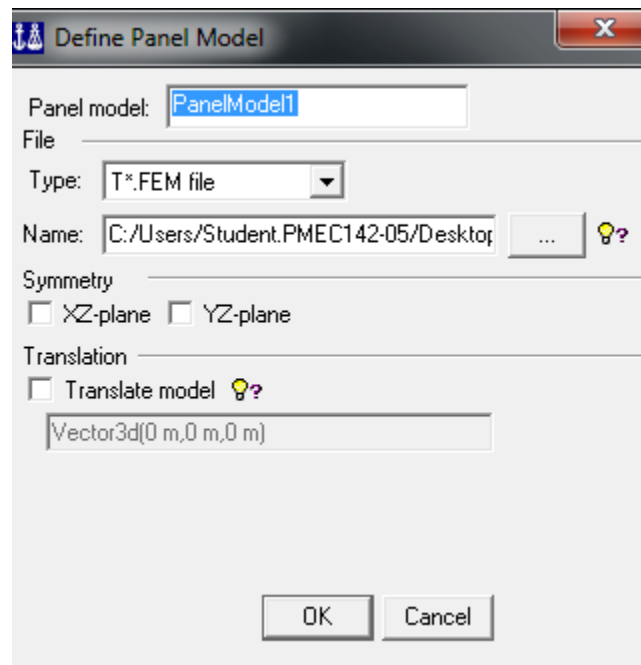 Define Panel Model
Panel model: PanelModel1
File
Type: T*.FEM file
Name: C:/Users/Student.PMEC142-05/Desktop ... ?
Symmetry
XZ-plane YZ-plane
Translation
Translate model ?
Vector3d(0 m,0 m,0 m)
OK Cancel